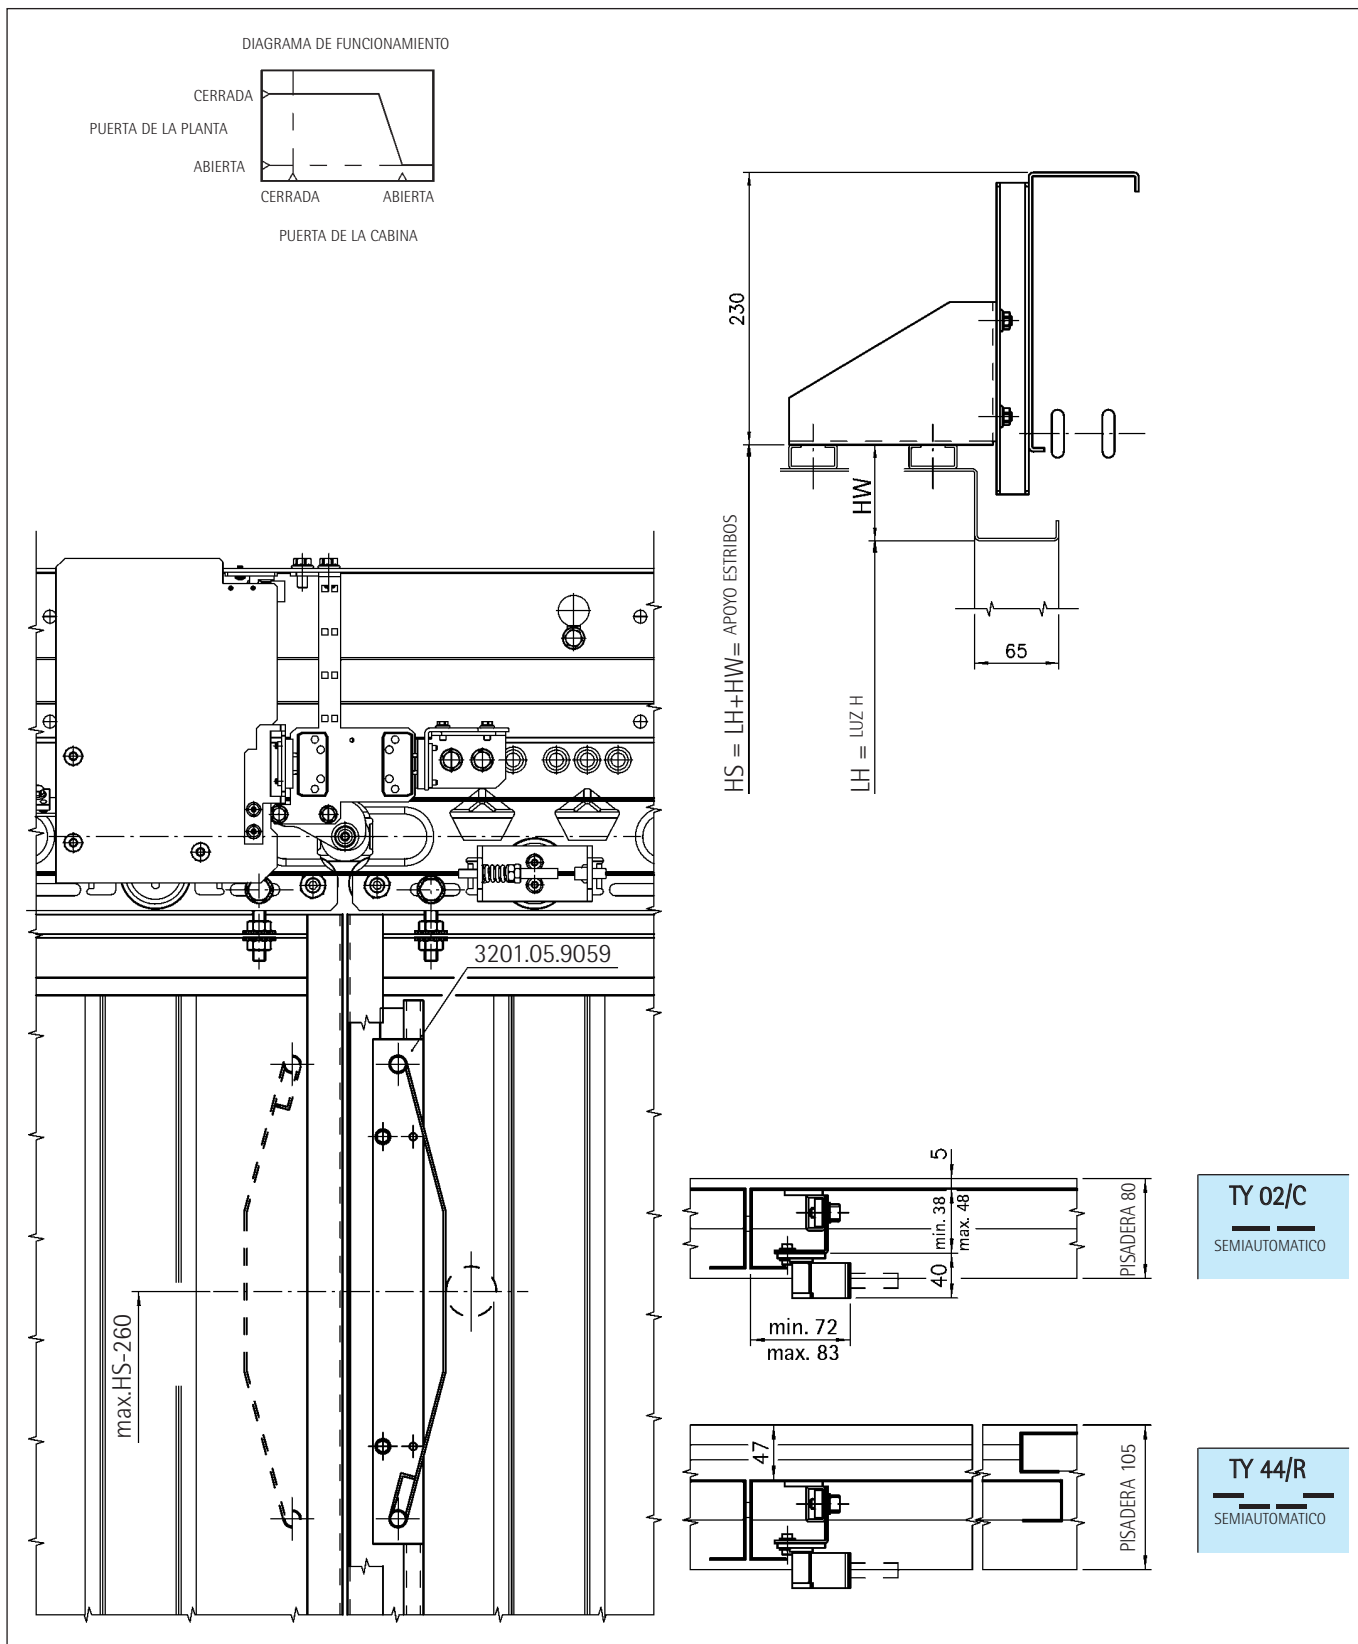 DIAGRAMA DE FUNCIONAMIENTO
CERRADA
PUERTA DE LA PLANTA
ABIERTA
CERRADA
ABIERTA
PUERTA DE LA CABINA
230
HW
HS = LH+HW= APOYO ESTRIBOS
LH = LUZ H
65
3201.05.9059
max.HS-260
5
min. 38
max. 48
40
PISADERA 80
min. 72
max. 83
TY 02/C
SEMIAUTOMATICO
47
PISADERA 105
TY 44/R
SEMIAUTOMATICO